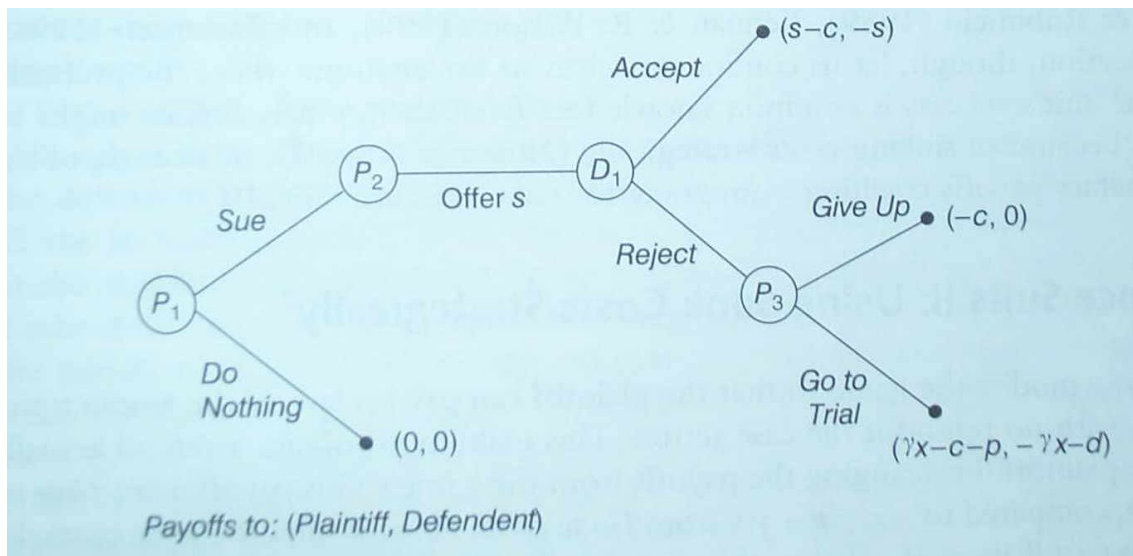 (s–c, –s)
Accept
P2
D1
Offer s
Sue
Give Up
(–c, 0)
Reject
P1
P3
Do
Nothing
Go to
Trial
(0, 0)
(γx–c–p, –γx–d)
Payoffs to: (Plaintiff, Defendent)